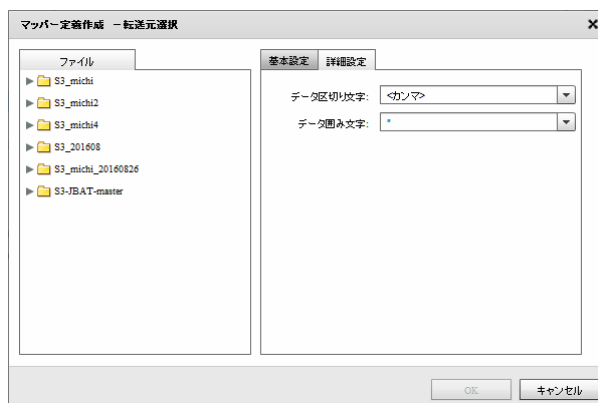 マッパー定義作成 －転送元選択
ファイル
S3_michi
S3_michi2
S3_michi4
S3_201608
S3_michi_20160826
S3-JBAT-master
基本設定 詳細設定
データ区切り文字: <カンマ>
データ囲み文字: "
OK キャンセル